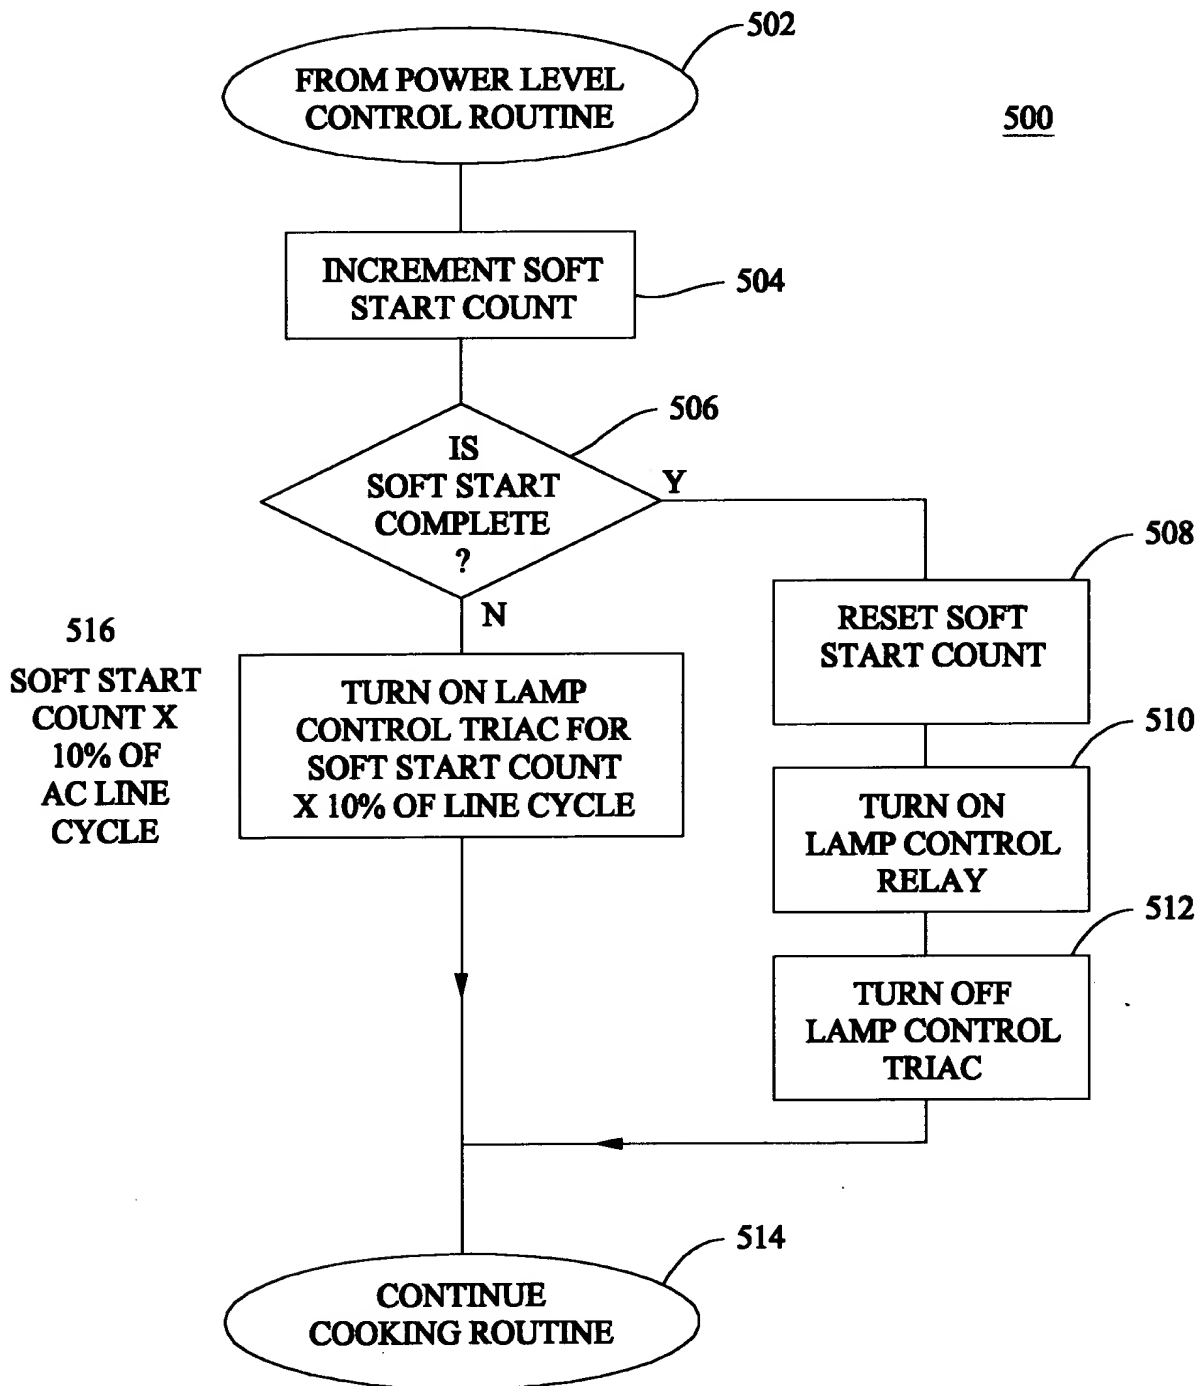 502
FROM POWER LEVEL
CONTROL ROUTINE
500
INCREMENT SOFT
START COUNT
504
506
IS
SOFT START
COMPLETE
?
Y
N
508
RESET SOFT
START COUNT
516
SOFT START
COUNT X
10% OF
AC LINE
CYCLE
TURN ON LAMP
CONTROL TRIAC FOR
SOFT START COUNT
X 10% OF LINE CYCLE
510
TURN ON
LAMP CONTROL
RELAY
512
TURN OFF
LAMP CONTROL
TRIAC
514
CONTINUE
COOKING ROUTINE